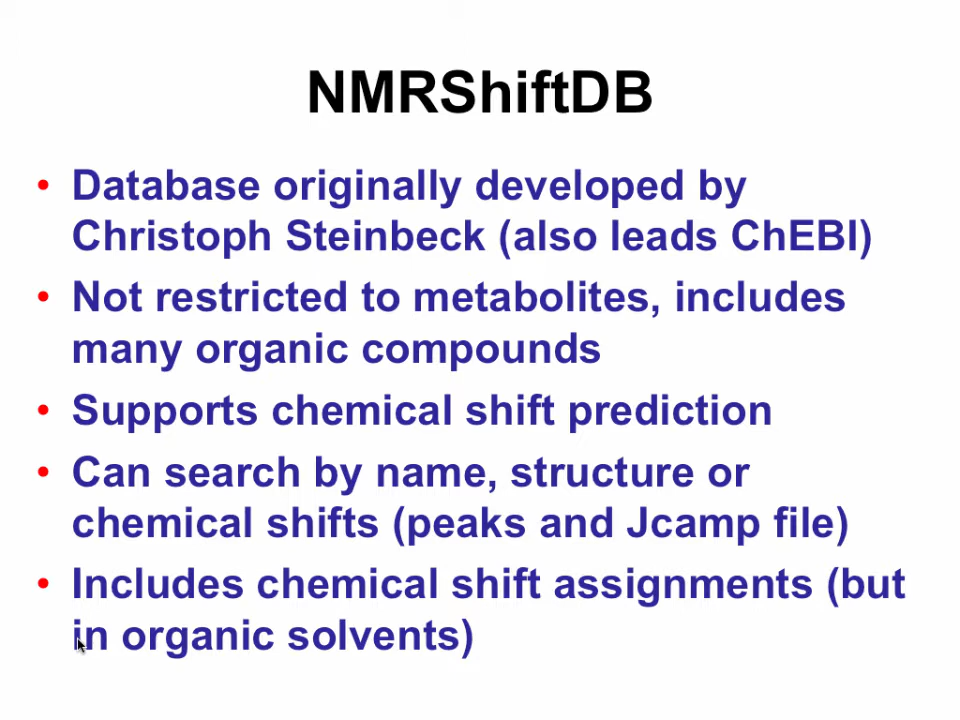 NMRShiftDB
• Database originally developed by
Christoph Steinbeck (also leads ChEBI)
• Not restricted to metabolites, includes
many organic compounds
• Supports chemical shift prediction
• Can search by name, structure or
chemical shifts (peaks and Jcamp file)
• Includes chemical shift assignments (but
in organic solvents)